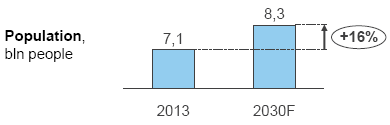 Population,
bln people
7,1
8,3
+16%
2013
2030F